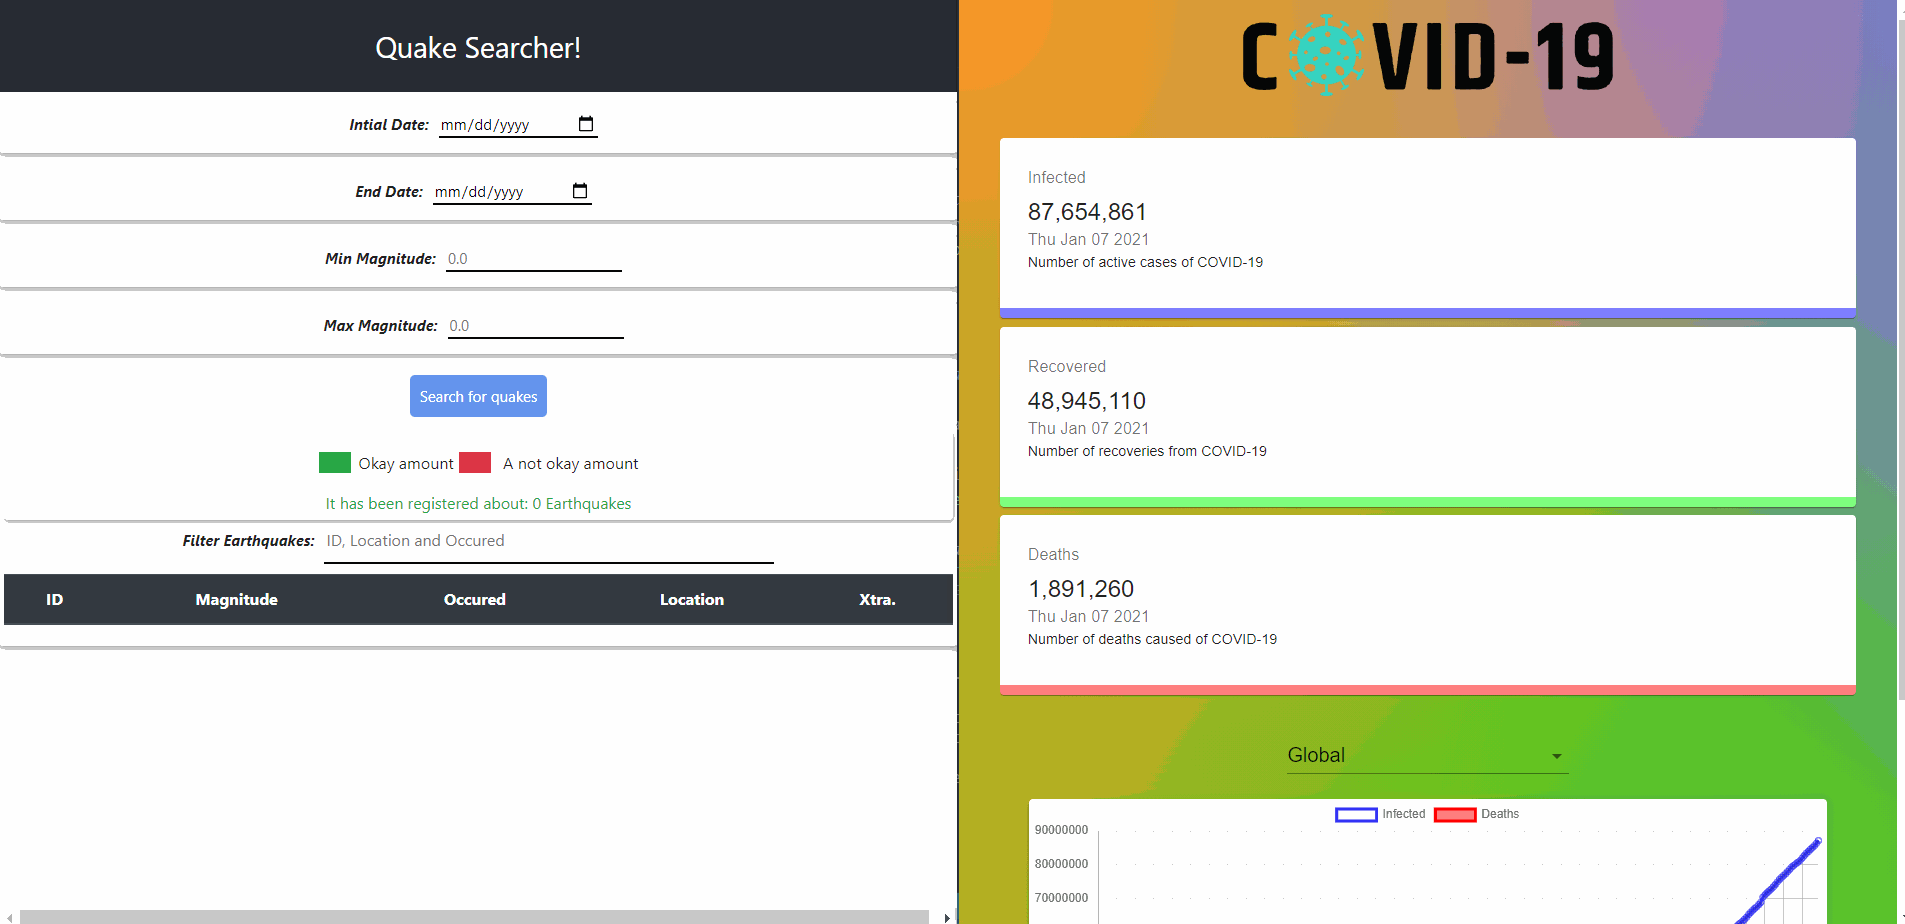 Quake Searcher!
Intial Date: mm/dd/yyyy
End Date: mm/dd/yyyy
Min Magnitude: 0.0
Max Magnitude: 0.0
Search for quakes
Okay amount A not okay amount
It has been registered about: 0 Earthquakes
Filter Earthquakes: ID, Location and Occured
ID Magnitude Occured Location Xtra.
COVID-19
Infected
87,654,861
Thu Jan 07 2021
Number of active cases of COVID-19
Recovered
48,945,110
Thu Jan 07 2021
Number of recoveries from COVID-19
Deaths
1,891,260
Thu Jan 07 2021
Number of deaths caused of COVID-19
Global
Infected Deaths
90000000
80000000
70000000